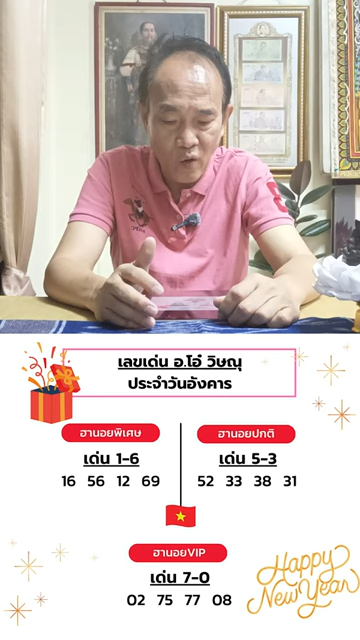 เลขเด่น อ.โอ๋ วิษณุ
ประจำวันอังคาร
ฮานอยพิเศษ
เด่น 1-6
16 56 12 69
ฮานอยปกติ
เด่น 5-3
52 33 38 31
ฮานอยVIP
เด่น 7-0
02 75 77 08
Happy
New Year